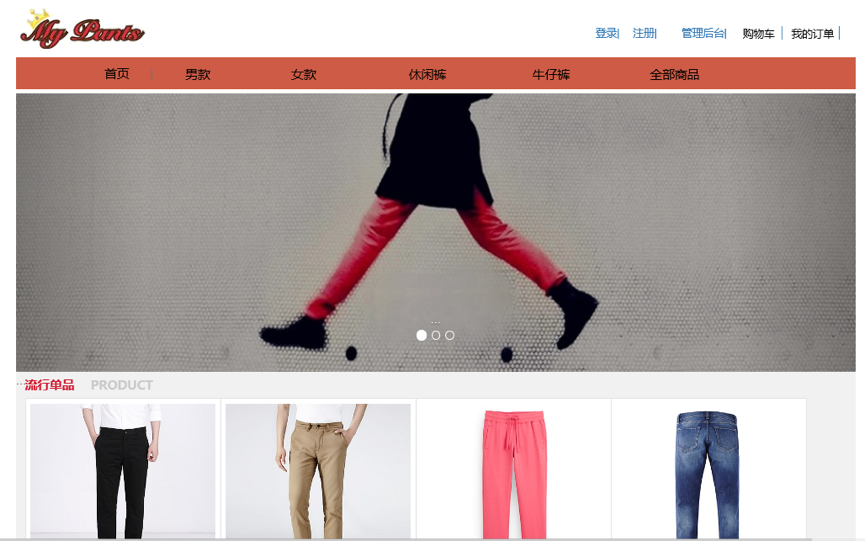 My Pants
登录| 注册| 管理后台| 购物车 | 我的订单 |
首页 | 男款 女款 休闲裤 牛仔裤 全部商品
...
...流行单品 PRODUCT